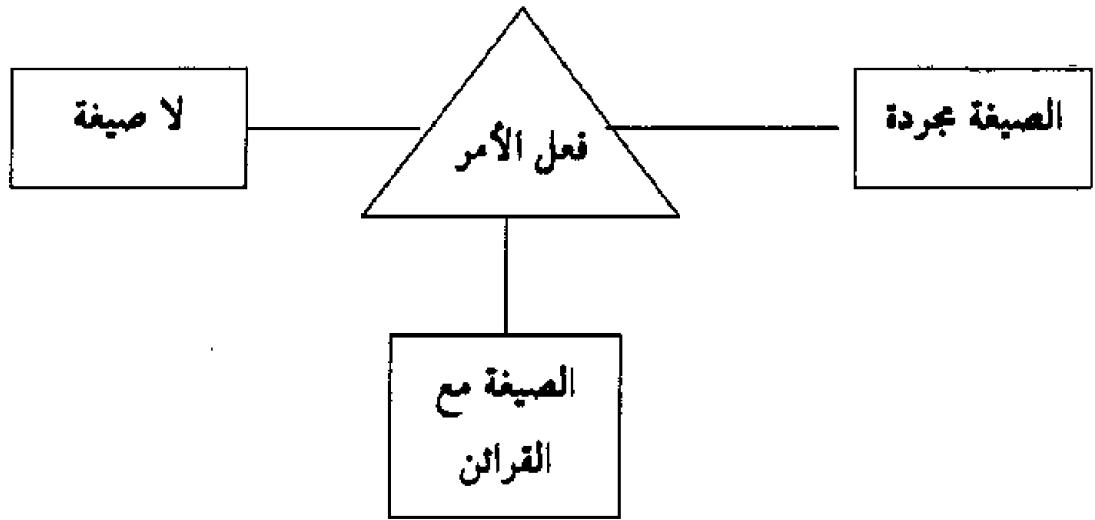 الصيغة مجردة
فعل الأمر
لا صيغة
الصيغة مع
القرائن